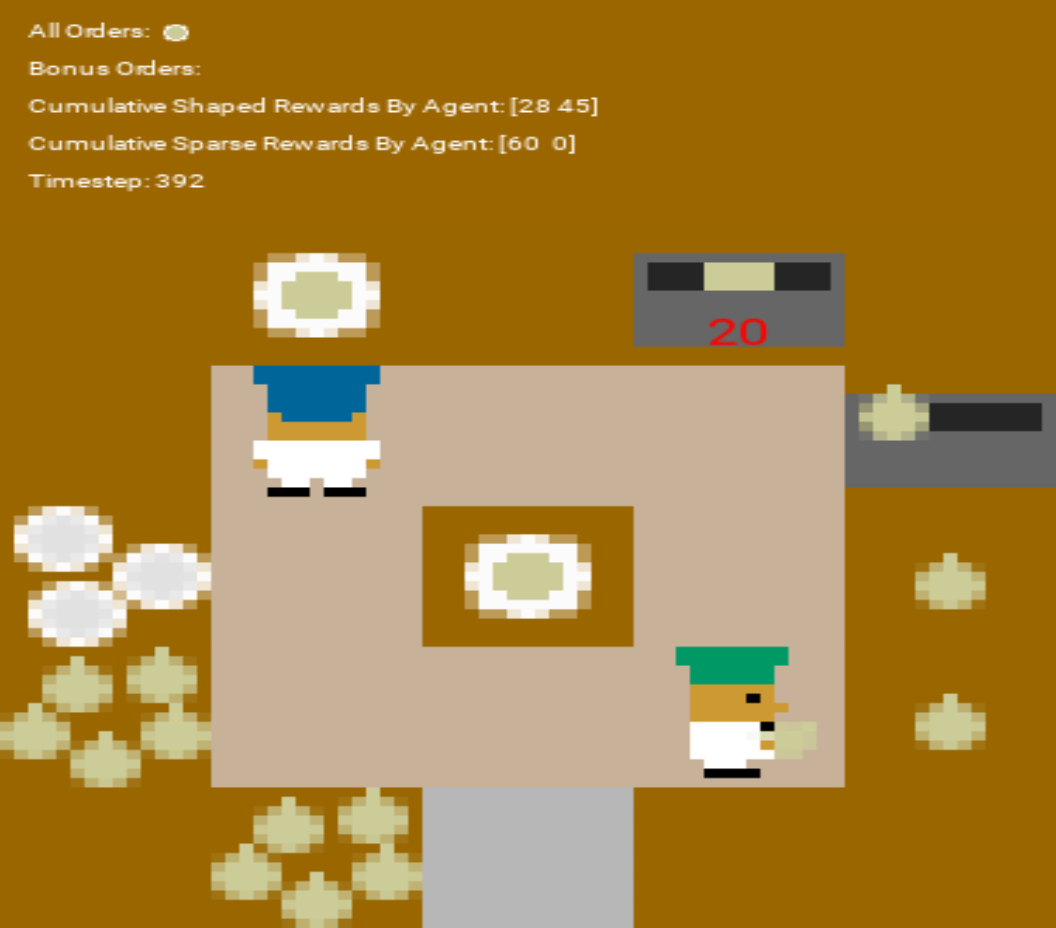 All Orders:
Bonus Orders:
Cumulative Shaped Rewards By Agent: [28 45]
Cumulative Sparse Rewards By Agent: [60  0]
Timestep: 392
20